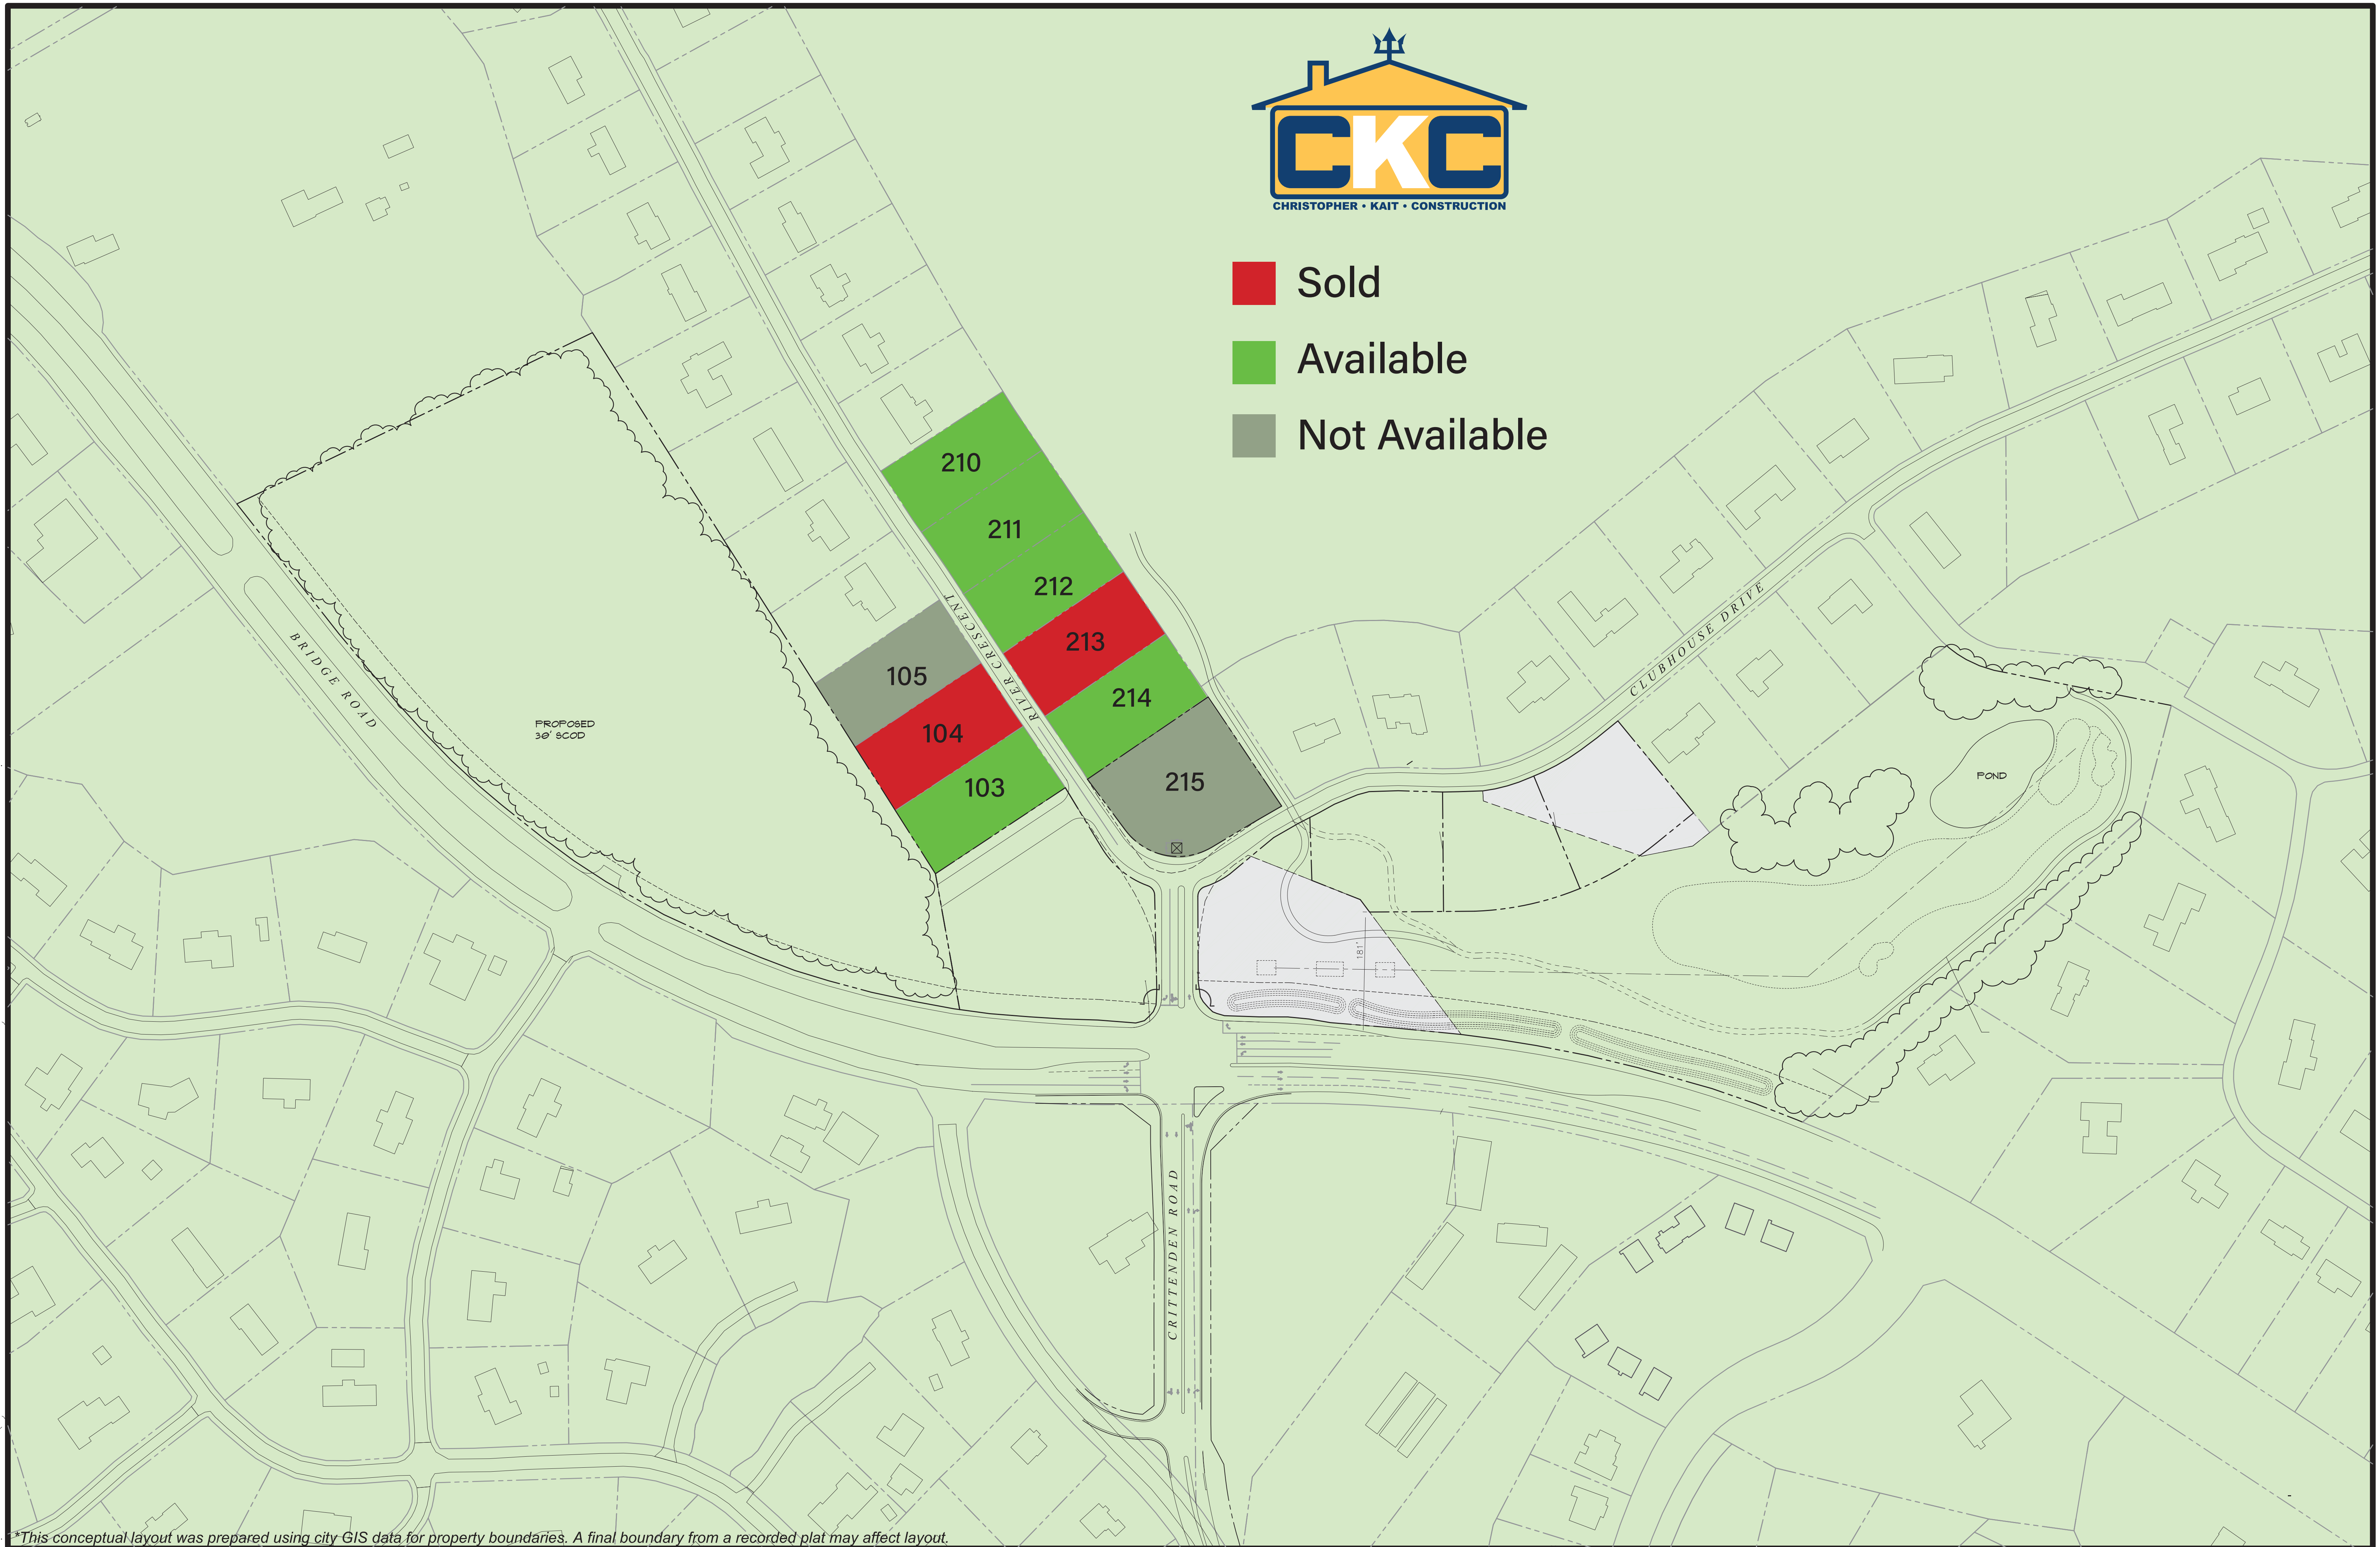 CKC
CHRISTOPHER • KAIT • CONSTRUCTION
Sold
Available
Not Available
210
211
212
213
214
215
105
104
103
RIVER CRESCENT
BRIDGE ROAD
PROPOSED
30' SCOD
CLUBHOUSE DRIVE
POND
181'
CRITTENDEN ROAD
*This conceptual layout was prepared using city GIS data for property boundaries. A final boundary from a recorded plat may affect layout.